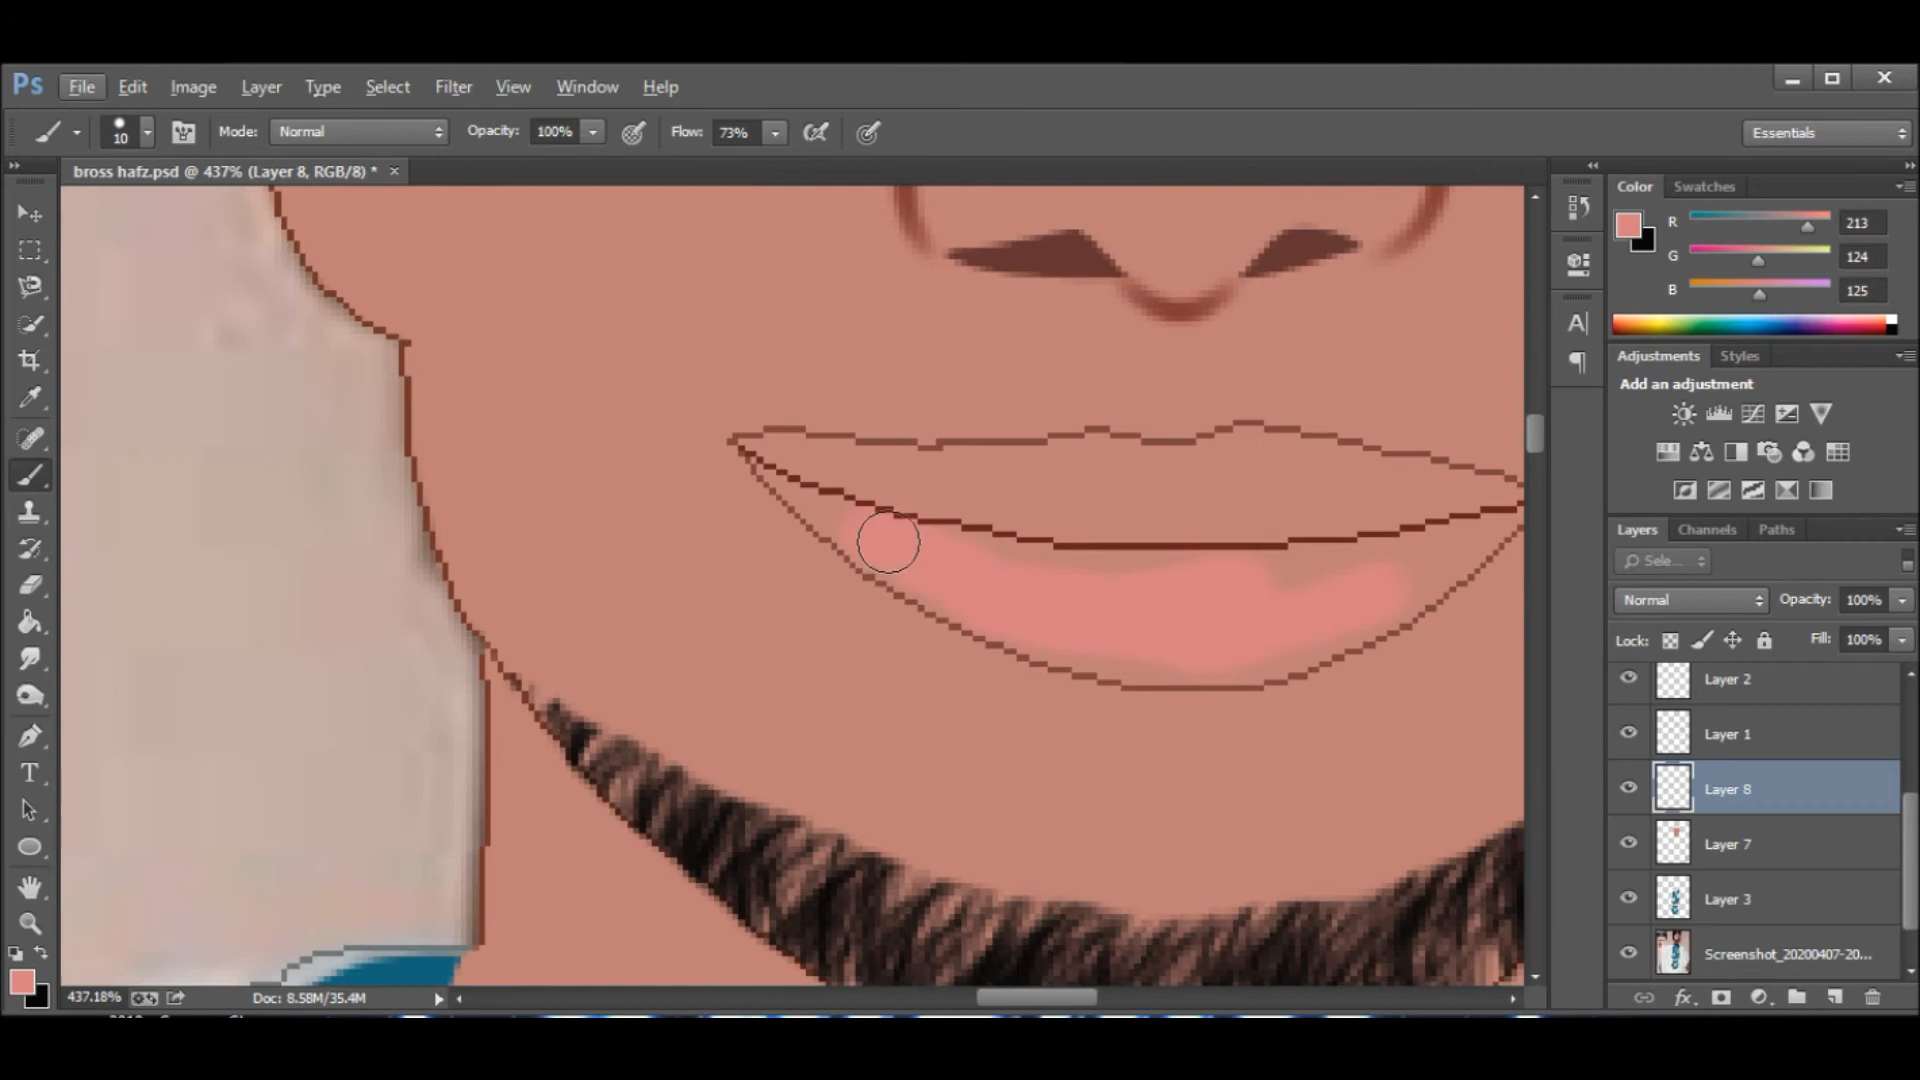 Ps File Edit Image Layer Type Select Filter View Window Help
10 Mode: Normal Opacity: 100% Flow: 73% Essentials
bross hafz.psd @ 437% (Layer 8, RGB/8) * ×
Color Swatches
R 213
G 124
B 125
Adjustments Styles
Add an adjustment
Layers Channels Paths
Sele...
Normal Opacity: 100%
Lock: Fill: 100%
Layer 2
Layer 1
Layer 8
Layer 7
Layer 3
Screenshot_20200407-20...
437.18% Doc: 8.58M/35.4M
fx